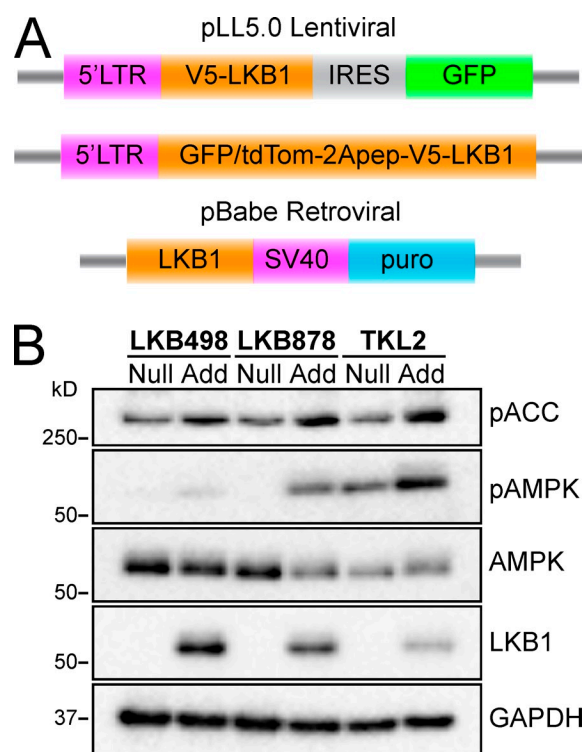 A
pLL5.0 Lentiviral
5'LTR V5-LKB1 IRES GFP
5'LTR GFP/tdTom-2Apep-V5-LKB1
pBabe Retroviral
LKB1 SV40 puro
B
LKB498 LKB878 TKL2
kD Null Add Null Add Null Add
250 pACC
50 pAMPK
50 AMPK
50 LKB1
37 GAPDH